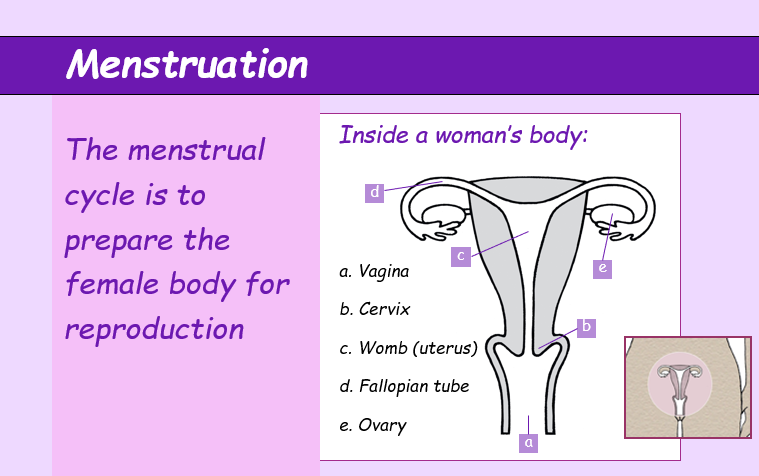 Menstruation
The menstrual
cycle is to
prepare the
female body for
reproduction
Inside a woman's body:
d
c
e
a. Vagina
b. Cervix
b
c. Womb (uterus)
d. Fallopian tube
e. Ovary
a